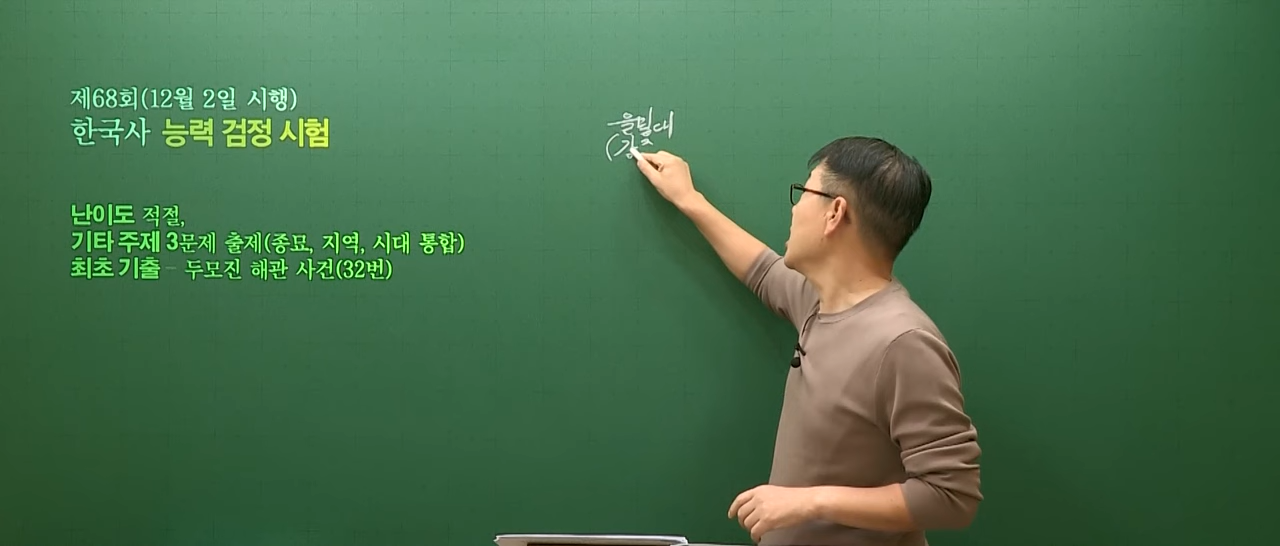 제68회(12월 2일 시행)
한국사 능력 검정 시험
난이도 적절,
기타 주제 3문제 출제(종묘, 지역, 시대 통합)
최초 기출 - 두모진 해관 사건(32번)
을밀대